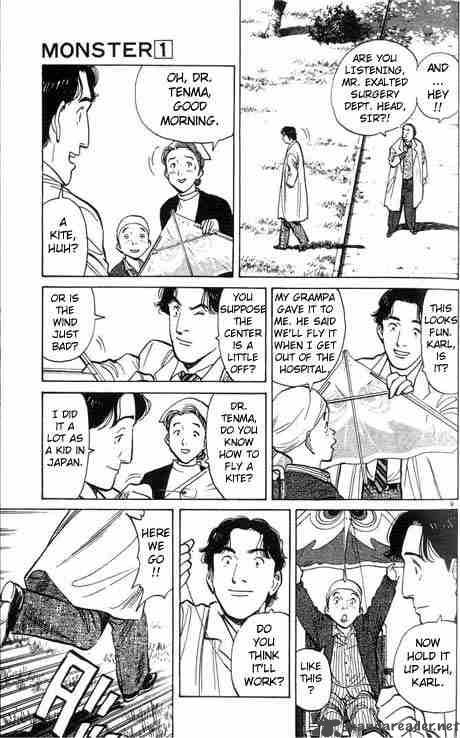 MONSTER 1
AND...
HEY!!
ARE YOU
LISTENING,
MR. EXALTED
SURGERY
DEPT. HEAD,
SIR?!
OH, DR.
TENMA,
GOOD
MORNING.
A
KITE,
HUH?
THIS
LOOKS
FUN.
KARL,
IS
IT?
MY GRAMPA
GAVE IT TO
ME. HE SAID
WE'LL FLY IT
WHEN I GET
OUT OF THE
HOSPITAL.
YOU
SUPPOSE
THE
CENTER
IS A
LITTLE
OFF?
OR IS
THE
WIND
JUST
BAD?
DR.
TENMA,
DO YOU
KNOW
HOW TO
FLY A
KITE?
I DID
IT A
LOT AS
A KID IN
JAPAN.
9
NOW
HOLD IT
UP HIGH,
KARL.
LIKE
THIS
?
DO
YOU
THINK
IT'LL
WORK?
HERE
WE
GO
!!
mangareader.net